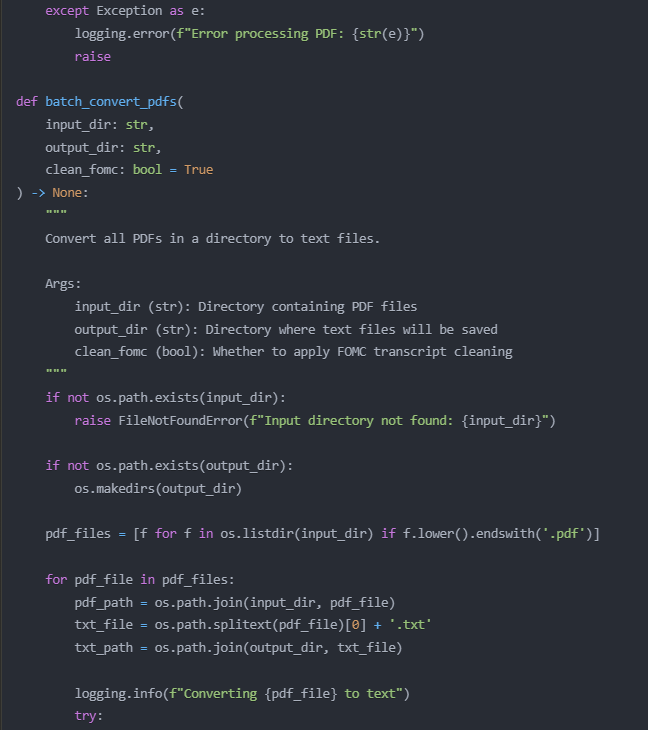 except Exception as e:
        logging.error(f"Error processing PDF: {str(e)}")
        raise

def batch_convert_pdfs(
    input_dir: str,
    output_dir: str,
    clean_fomc: bool = True
) -> None:
    """
    Convert all PDFs in a directory to text files.

    Args:
        input_dir (str): Directory containing PDF files
        output_dir (str): Directory where text files will be saved
        clean_fomc (bool): Whether to apply FOMC transcript cleaning
    """
    if not os.path.exists(input_dir):
        raise FileNotFoundError(f"Input directory not found: {input_dir}")

    if not os.path.exists(output_dir):
        os.makedirs(output_dir)

    pdf_files = [f for f in os.listdir(input_dir) if f.lower().endswith('.pdf')]

    for pdf_file in pdf_files:
        pdf_path = os.path.join(input_dir, pdf_file)
        txt_file = os.path.splitext(pdf_file)[0] + '.txt'
        txt_path = os.path.join(output_dir, txt_file)

        logging.info(f"Converting {pdf_file} to text")
        try: